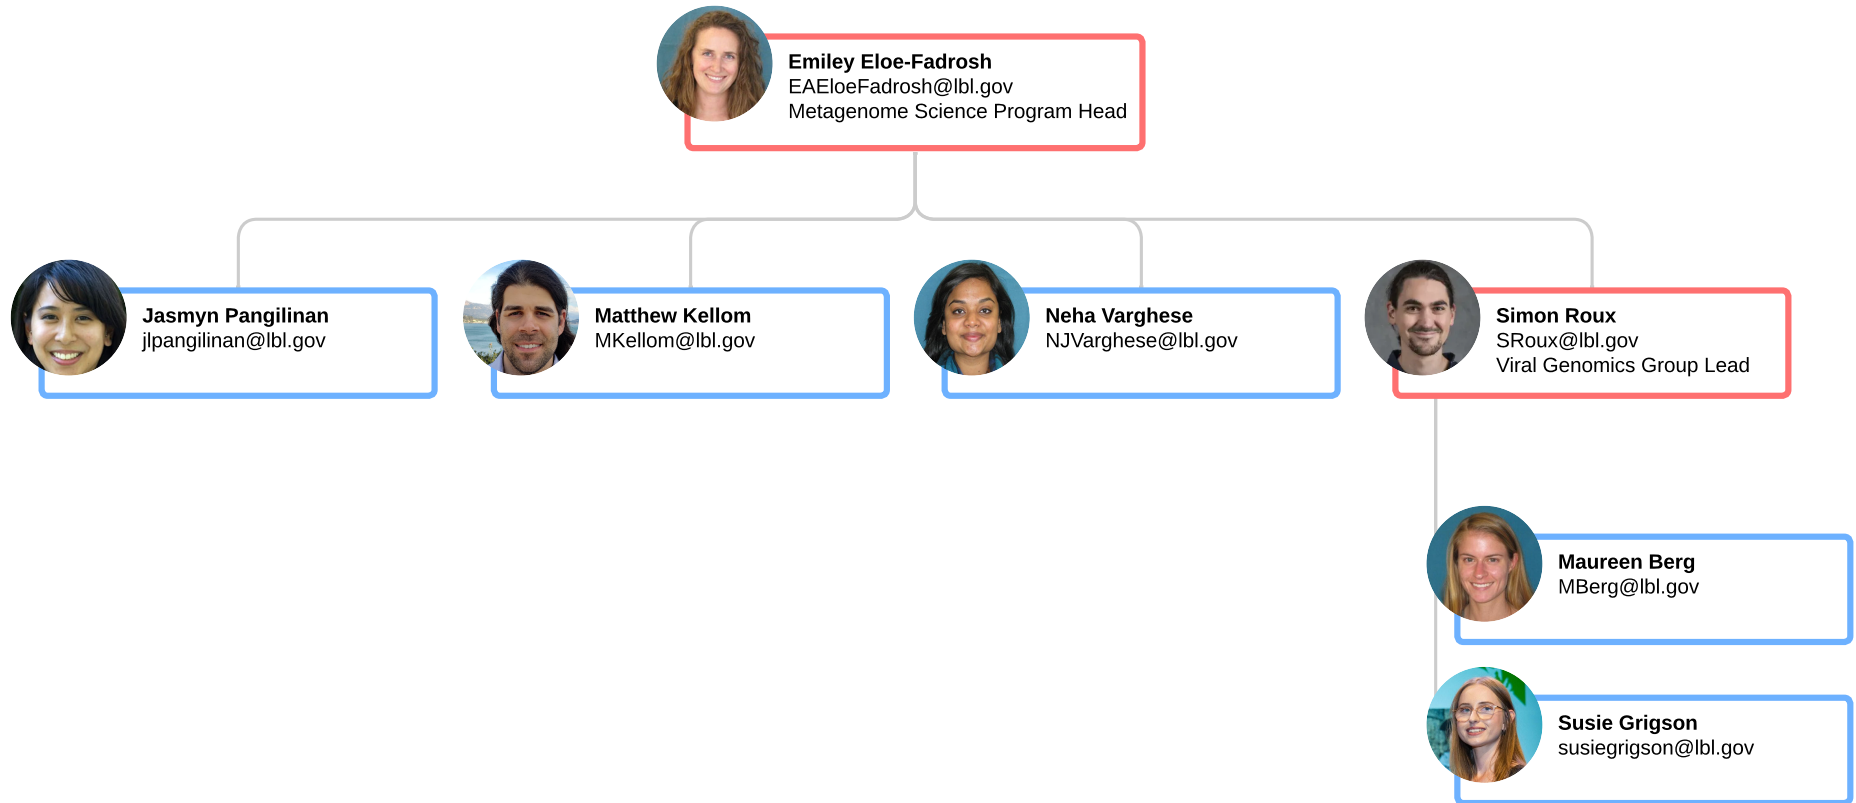 Emiley Eloe-Fadrosh
EAEloeFadrosh@lbl.gov
Metagenome Science Program Head
Jasmyn Pangilinan
jlpangilinan@lbl.gov
Matthew Kellom
MKellom@lbl.gov
Neha Varghese
NJVarghese@lbl.gov
Simon Roux
SRoux@lbl.gov
Viral Genomics Group Lead
Maureen Berg
MBerg@lbl.gov
Susie Grigson
susiegrigson@lbl.gov